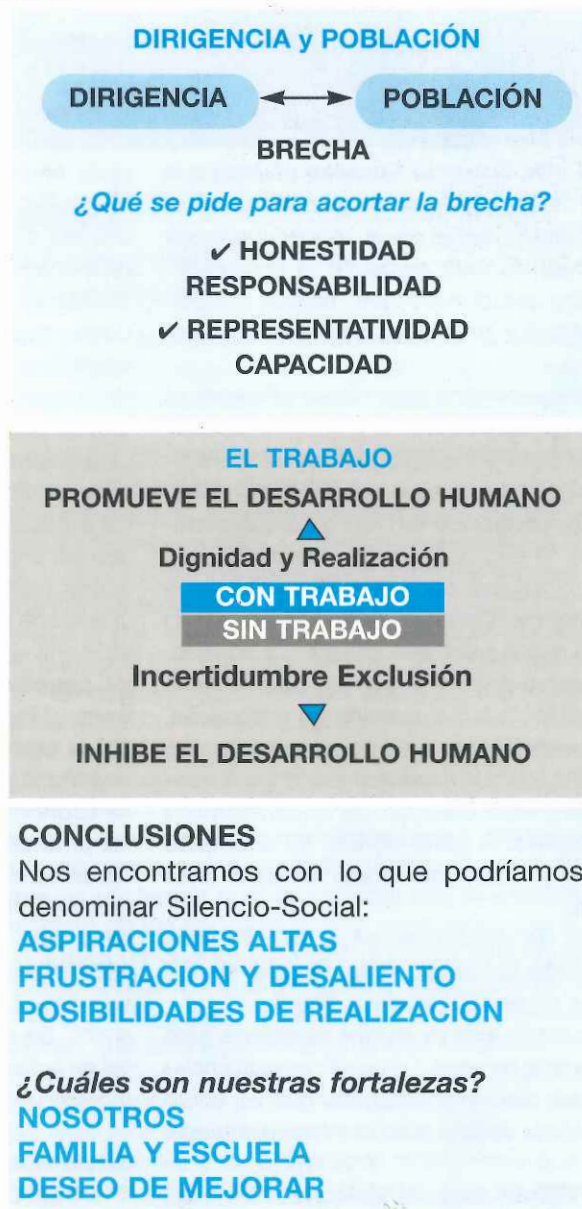 DIRIGENCIA y POBLACIÓN
DIRIGENCIA POBLACIÓN
BRECHA
¿Qué se pide para acortar la brecha?
✔ HONESTIDAD
RESPONSABILIDAD
✔ REPRESENTATIVIDAD
CAPACIDAD
EL TRABAJO
PROMUEVE EL DESARROLLO HUMANO
Dignidad y Realización
CON TRABAJO
SIN TRABAJO
Incertidumbre Exclusión
INHIBE EL DESARROLLO HUMANO
CONCLUSIONES
Nos encontramos con lo que podríamos
denominar Silencio-Social:
ASPIRACIONES ALTAS
FRUSTRACION Y DESALIENTO
POSIBILIDADES DE REALIZACION
¿Cuáles son nuestras fortalezas?
NOSOTROS
FAMILIA Y ESCUELA
DESEO DE MEJORAR